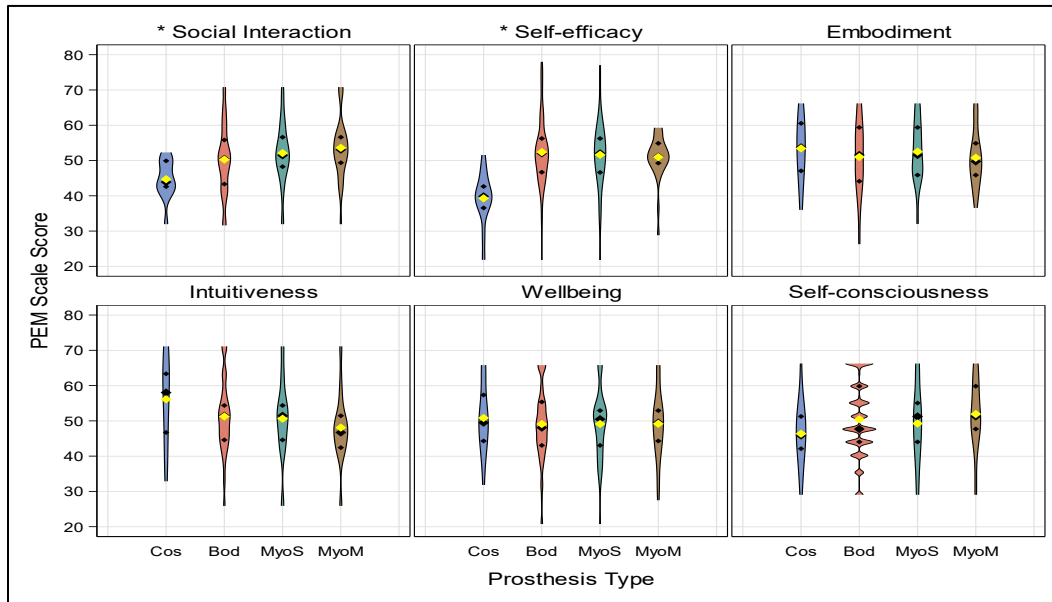 * Social Interaction
* Self-efficacy
Embodiment
80
70
60
50
40
30
20
Intuitiveness
Wellbeing
Self-consciousness
80
70
60
50
40
30
20
PEM Scale Score
Cos Bod MyoS MyoM
Cos Bod MyoS MyoM
Cos Bod MyoS MyoM
Prosthesis Type